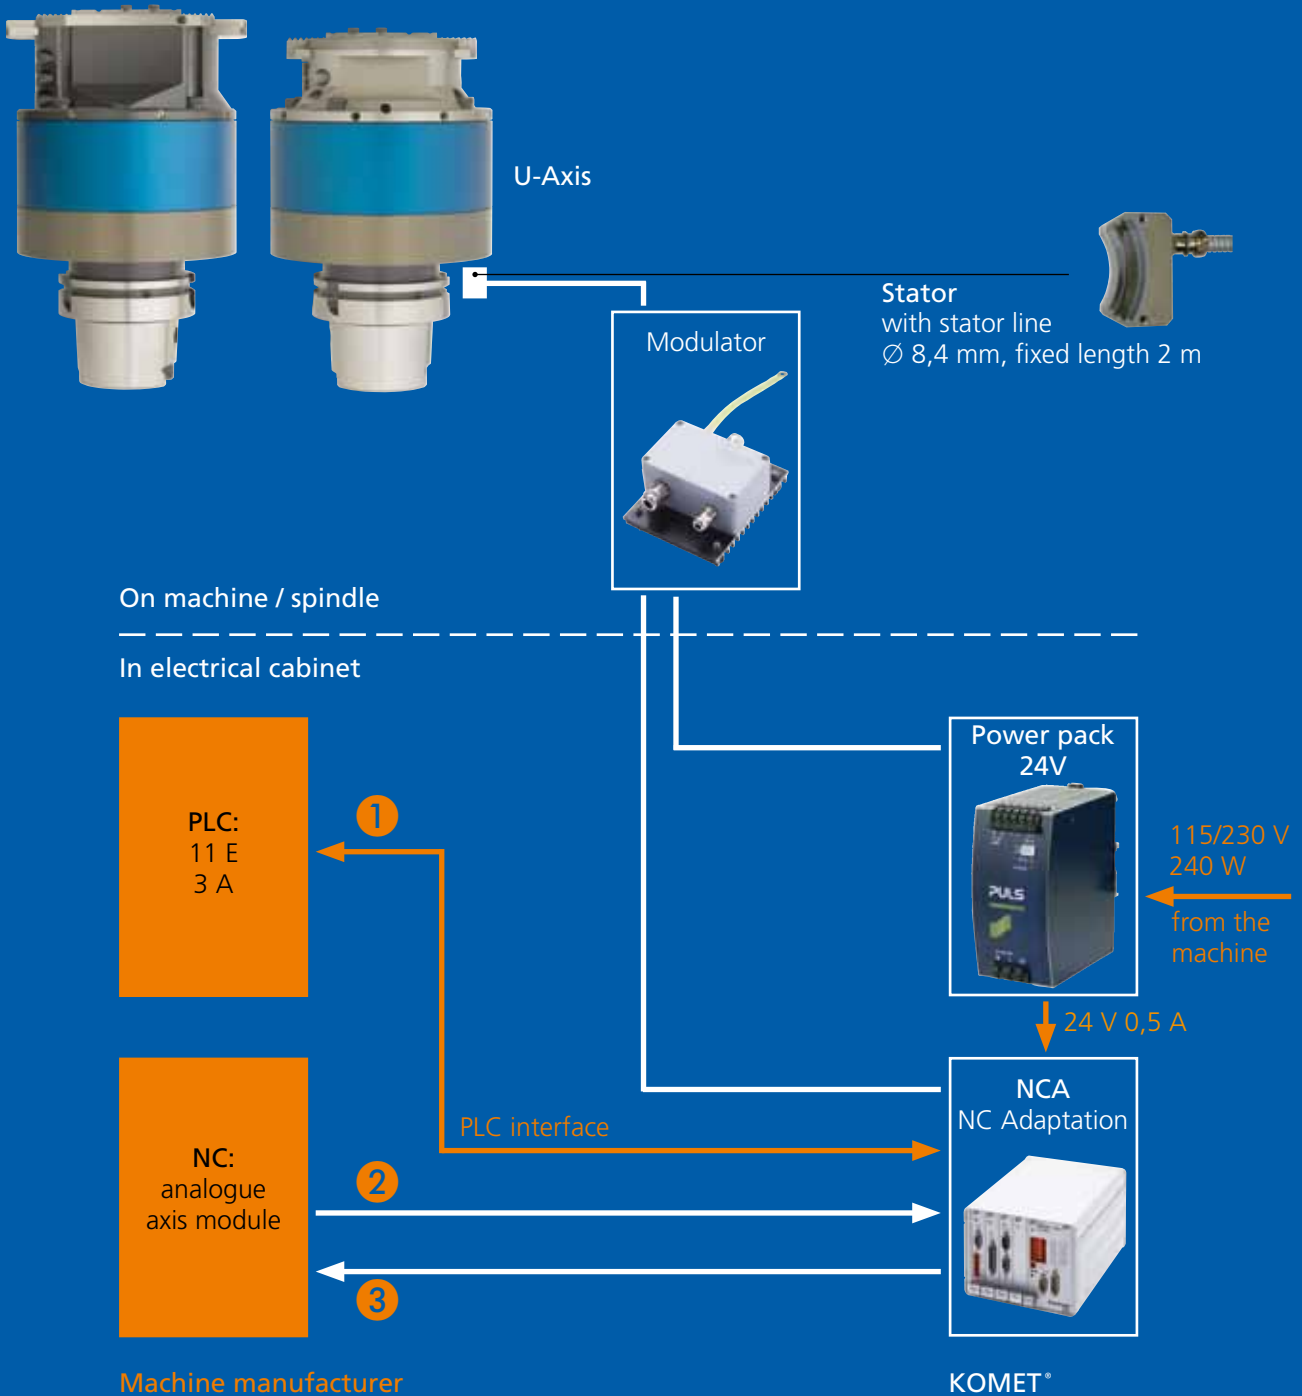 U-Axis
Stator
with stator line
∅ 8,4 mm, fixed length 2 m
Modulator
On machine / spindle
In electrical cabinet
Power pack
24V
PULS
115/230 V
240 W
from the
machine
24 V 0,5 A
PLC:
11 E
3 A
1
PLC interface
NCA
NC Adaptation
NC:
analogue
axis module
2
3
Machine manufacturer
KOMET®